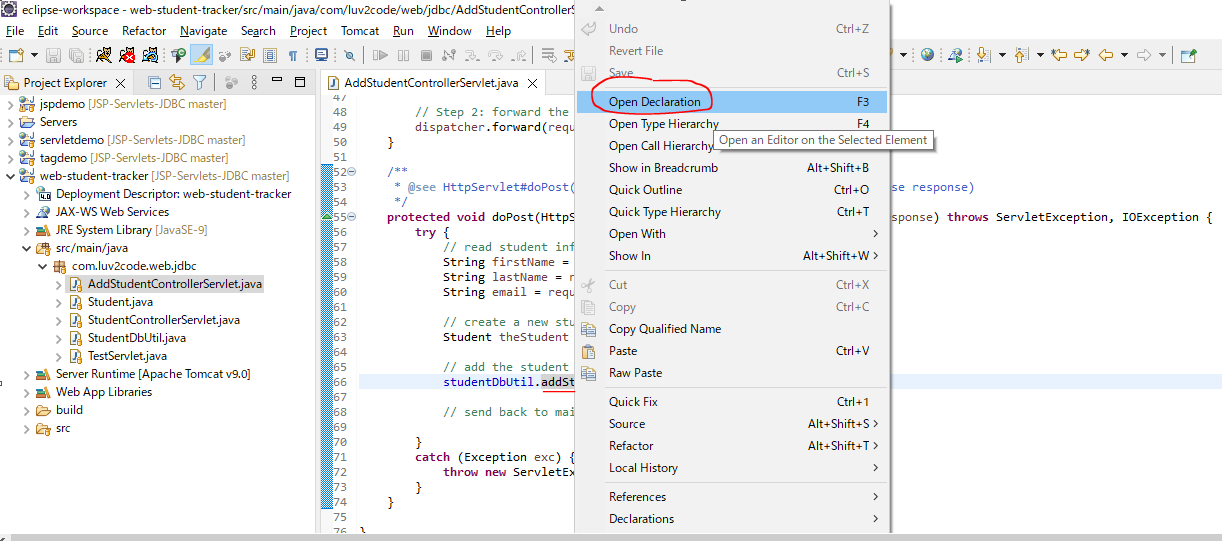 eclipse-workspace - web-student-tracker/src/main/java/com/luv2code/web/jdbc/AddStudentControllerS
File Edit Source Refactor Navigate Search Project Tomcat Run Window Help
Project Explorer
jspdemo [JSP-Servlets-JDBC master]
Servers
servletdemo [JSP-Servlets-JDBC master]
tagdemo [JSP-Servlets-JDBC master]
web-student-tracker [JSP-Servlets-JDBC master]
Deployment Descriptor: web-student-tracker
JAX-WS Web Services
JRE System Library [JavaSE-9]
src/main/java
com.luv2code.web.jdbc
AddStudentControllerServlet.java
Student.java
StudentControllerServlet.java
StudentDbUtil.java
TestServlet.java
Server Runtime [Apache Tomcat v9.0]
Web App Libraries
build
src
AddStudentControllerServlet.java
47
48 // Step 2: forward the
49 dispatcher.forward(requ
50 }
51
52 /**
53 * @see HttpServlet#doPost( se response)
54 */
55 protected void doPost(HttpS sponse) throws ServletException, IOException {
56 try {
57 // read student inf
58 String firstName =
59 String lastName = r
60 String email = requ
61
62 // create a new stu
63 Student theStudent
64
65 // add the student
66 studentDbUtil.addSt
67
68 // send back to mai
69
70 }
71 catch (Exception exc) {
72 throw new ServletEx
73 }
74 }
75
76 }
Undo Ctrl+Z
Revert File
Save Ctrl+S
Open Declaration F3
Open Type Hierarchy F4
Open an Editor on the Selected Element
Open Call Hierarchy
Show in Breadcrumb Alt+Shift+B
Quick Outline Ctrl+O
Quick Type Hierarchy Ctrl+T
Open With
Show In Alt+Shift+W
Cut Ctrl+X
Copy Ctrl+C
Copy Qualified Name
Paste Ctrl+V
Raw Paste
Quick Fix Ctrl+1
Source Alt+Shift+S
Refactor Alt+Shift+T
Local History
References
Declarations